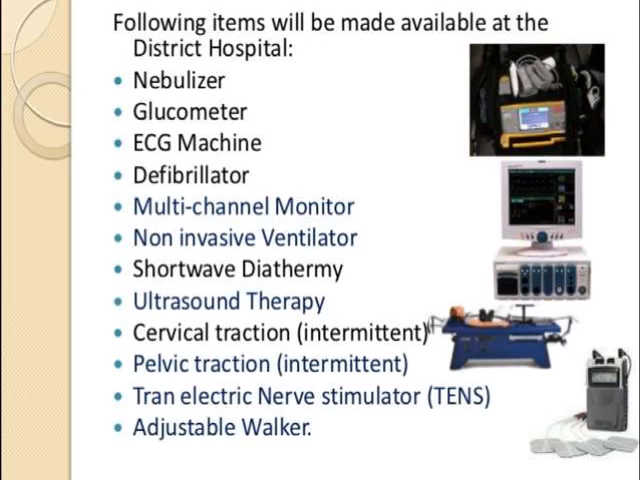 Following items will be made available at the
District Hospital:
• Nebulizer
• Glucometer
• ECG Machine
• Defibrillator
• Multi-channel Monitor
• Non invasive Ventilator
• Shortwave Diathermy
• Ultrasound Therapy
• Cervical traction (intermittent)
• Pelvic traction (intermittent)
• Tran electric Nerve stimulator (TENS)
• Adjustable Walker.